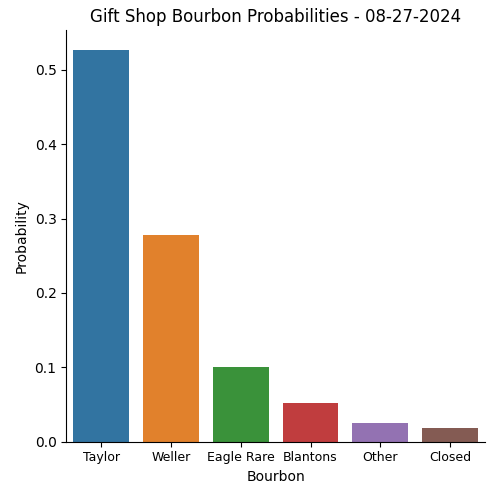 Gift Shop Bourbon Probabilities - 08-27-2024
0.5
0.4
0.3
0.2
0.1
0.0
Probability
Taylor Weller Eagle Rare Blantons Other Closed
Bourbon